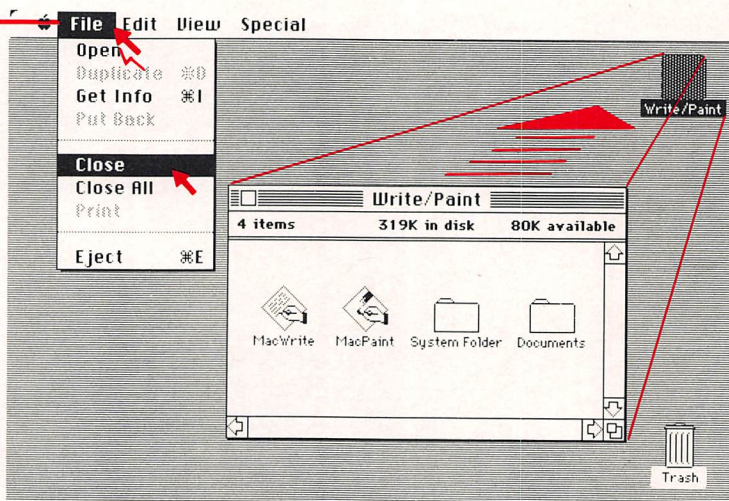 File Edit View Special
Open
Duplicate ⌘D
Get Info ⌘I
Put Back
Close
Close All
Print
Eject ⌘E
Write/Paint
Write/Paint
4 items 319K in disk 80K available
MacWrite MacPaint System Folder Documents
Trash